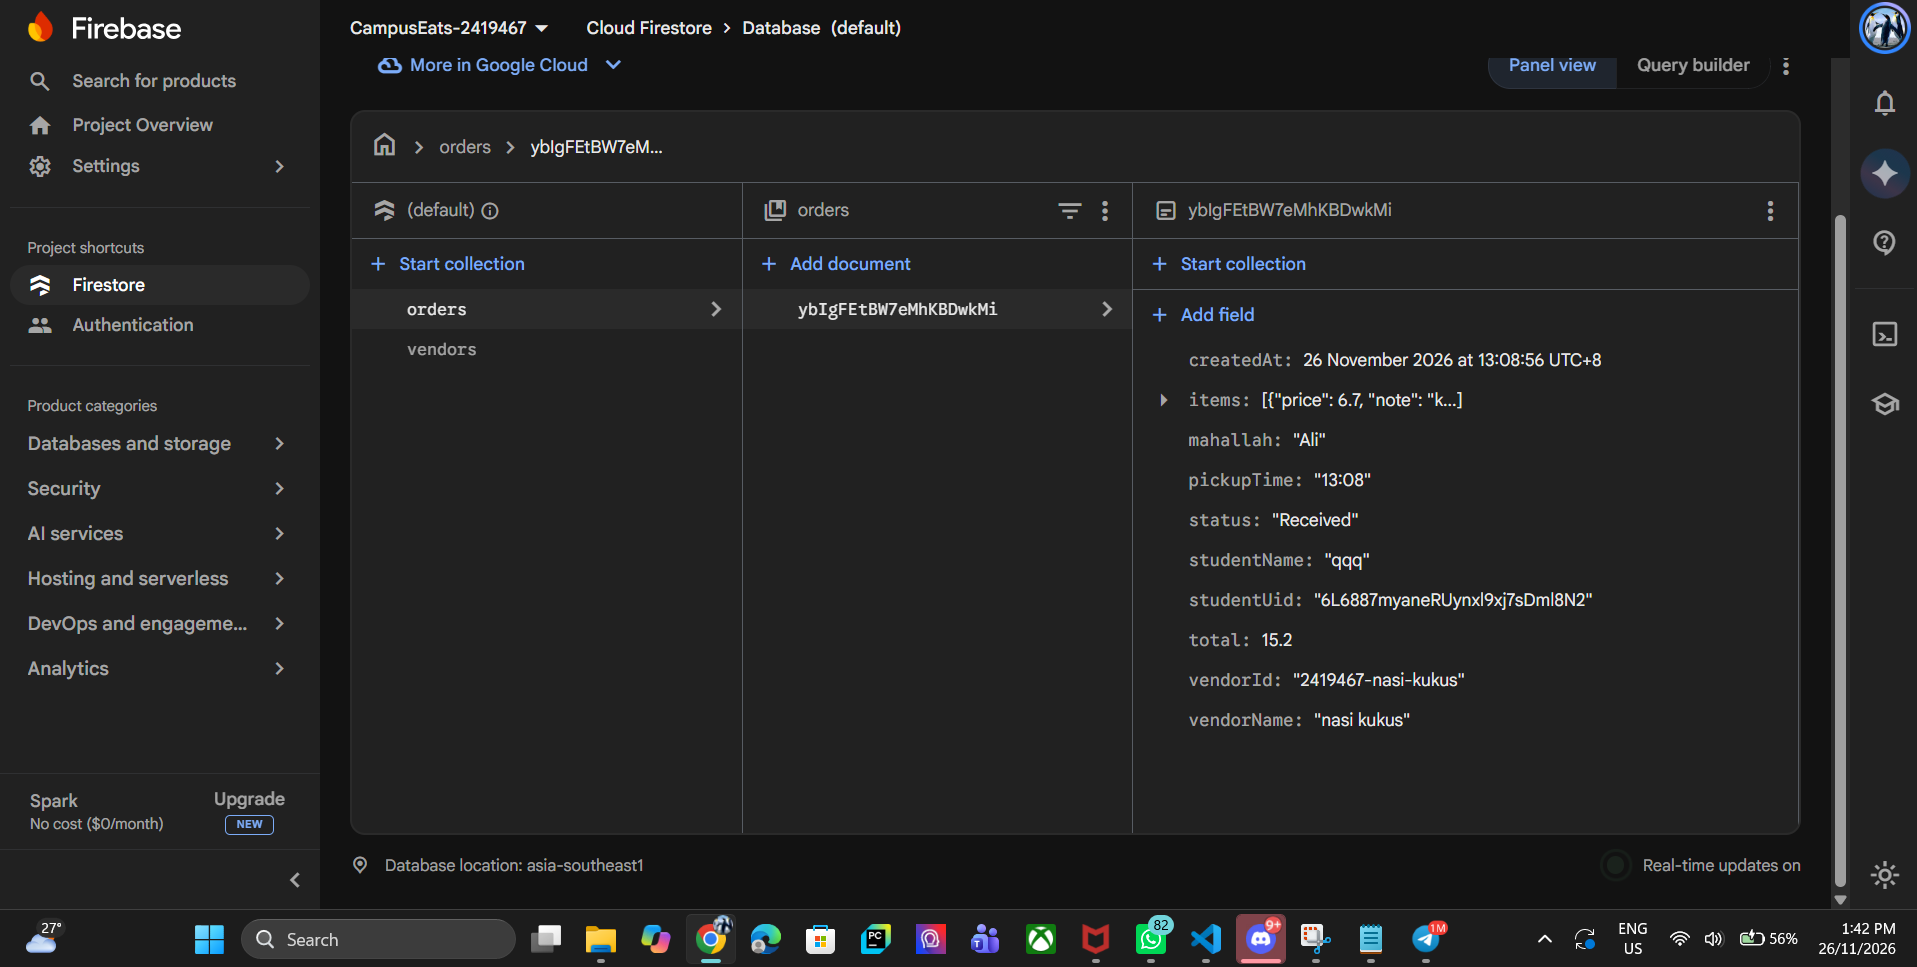 Firebase
Search for products
Project Overview
Settings
Project shortcuts
Firestore
Authentication
Product categories
Databases and storage
Security
AI services
Hosting and serverless
DevOps and engageme...
Analytics
Spark
No cost ($0/month)
Upgrade
NEW
CampusEats-2419467
Cloud Firestore
Database (default)
More in Google Cloud
Panel view
Query builder
orders
ybIgFEtBW7eM...
(default)
orders
ybIgFEtBW7eMhKBDwkMi
Start collection
Add document
Start collection
orders
vendors
ybIgFEtBW7eMhKBDwkMi
Add field
createdAt: 26 November 2026 at 13:08:56 UTC+8
items: [{"price": 6.7, "note": "k...]
mahallah: "Ali"
pickupTime: "13:08"
status: "Received"
studentName: "qqq"
studentUid: "6L6887myaneRUynxl9xj7sDml8N2"
total: 15.2
vendorId: "2419467-nasi-kukus"
vendorName: "nasi kukus"
Database location: asia-southeast1
Real-time updates on
27°
Search
PC
T
82
9+
1M
ENG
US
56%
1:42 PM
26/11/2026